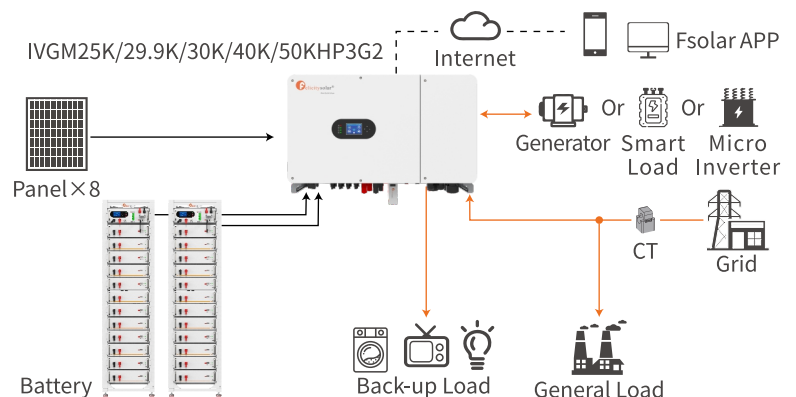 IVGM25K/29.9K/30K/40K/50KHP3G2
Internet
Fsolar APP
Generator Or Smart Load Or Micro Inverter
Panel×8
CT
Grid
Battery
Back-up Load
General Load